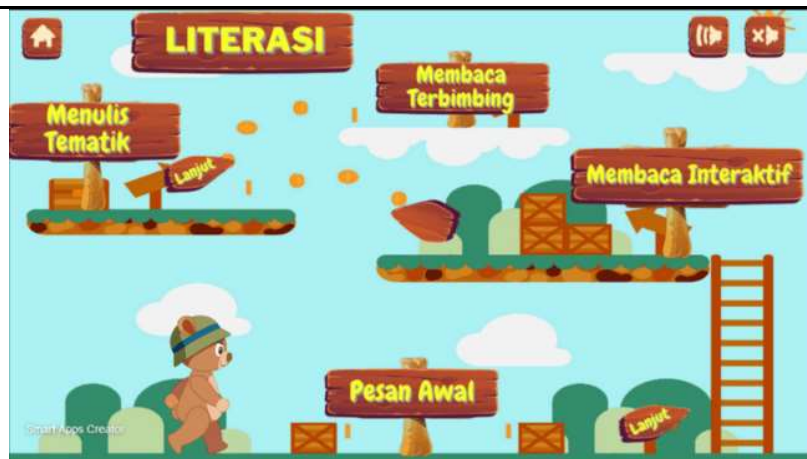 LITERASI
Membaca
Terbimbing
Menulis
Tematik
Lanjut
Membaca Interaktif
Pesan Awal
Lanjut
Smart Apps Creator